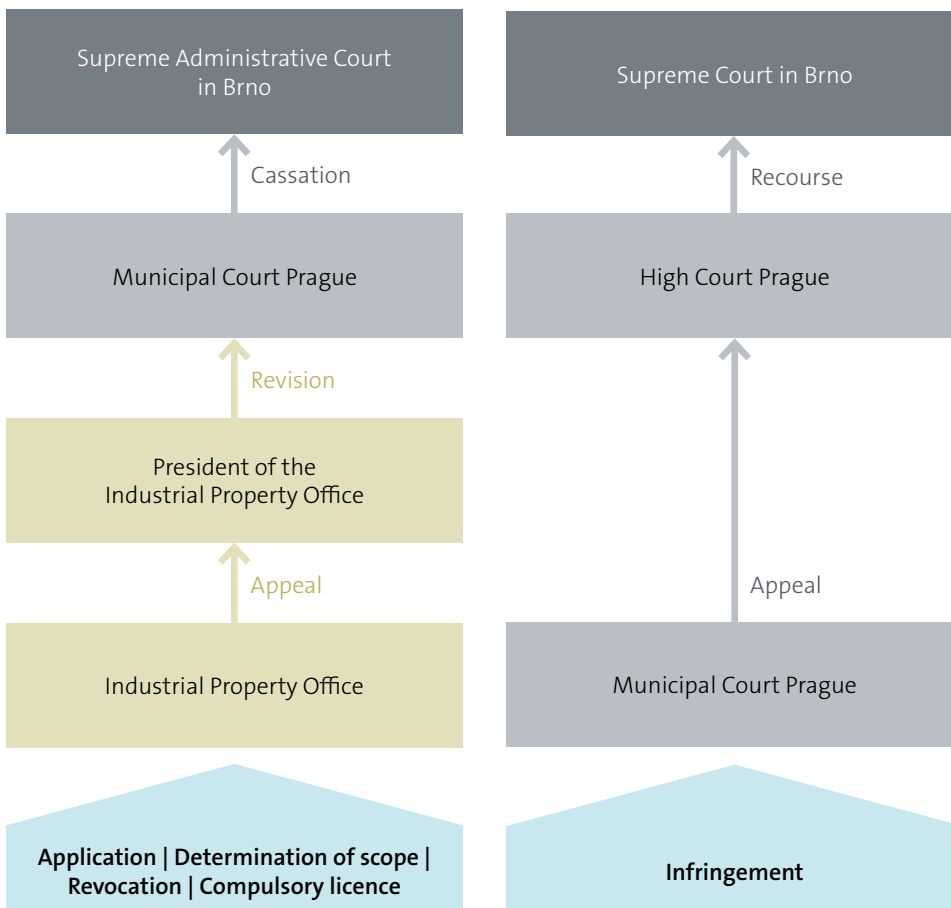 Supreme Administrative Court
in Brno
Cassation
Municipal Court Prague
Revision
President of the
Industrial Property Office
Appeal
Industrial Property Office
Application | Determination of scope |
Revocation | Compulsory licence
Supreme Court in Brno
Recourse
High Court Prague
Appeal
Municipal Court Prague
Infringement